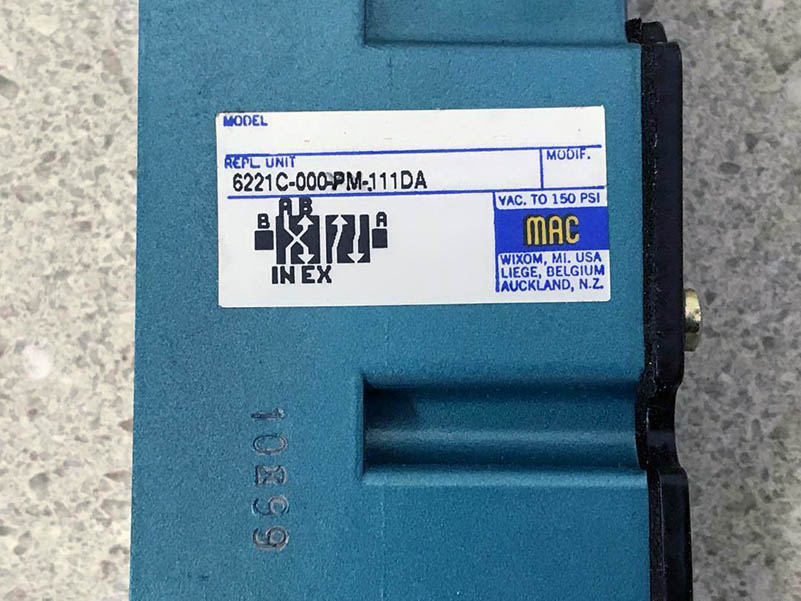 MODEL
REPL. UNIT
MODIF.
6221C-000-PM-111DA
A B
B
A
IN EX
VAC. TO 150 PSI
MAC
WIXOM, MI. USA
LIEGE, BELGIUM
AUCKLAND, N.Z.